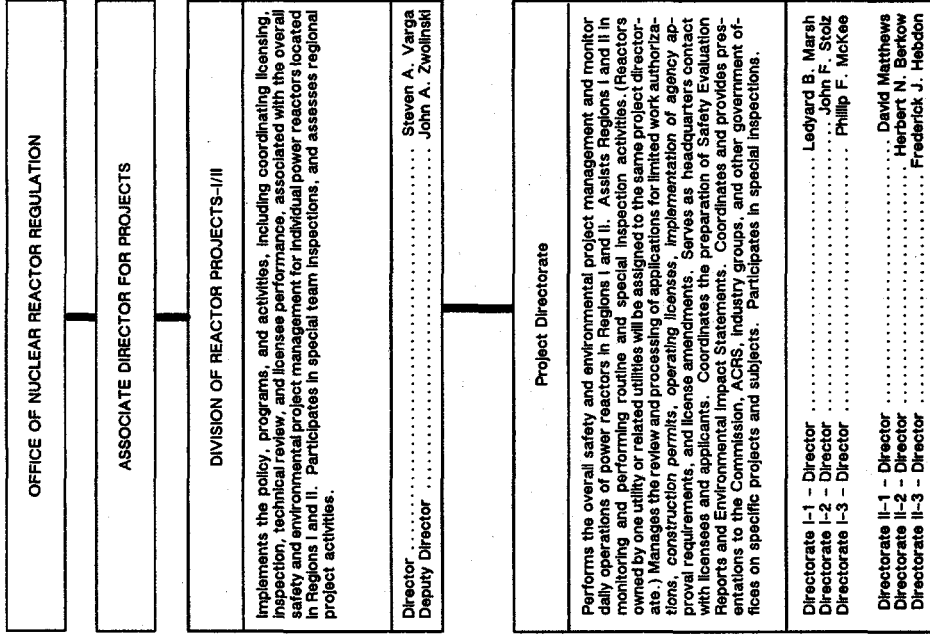 OFFICE OF NUCLEAR REACTOR REGULATION
ASSOCIATE DIRECTOR FOR PROJECTS
DIVISION OF REACTOR PROJECTS-I/II
Implements the policy, programs, and activities, including coordinating licensing,
inspection, technical review, and licensee performance, associated with the overall
safety and environmental project management for individual power reactors located
in Regions I and II. Participates in special team inspections, and assesses regional
project activities.
Director . . . . . . . . . . . . . . . . . . . . Steven A. Varga
Deputy Director . . . . . . . . . . . . . . . . . . . . John A. Zwolinski
Project Directorate
Performs the overall safety and environmental project management and monitor
daily operations of power reactors in Regions I and II. Assists Regions I and II in
monitoring and performing routine and special inspection activities. (Reactors
owned by one utility or related utilities will be assigned to the same project director-
ate.) Manages the review and processing of applications for limited work authoriza-
tions, construction permits, operating licenses, implementation of agency ap-
proval requirements, and license amendments. Serves as headquarters contact
with licensees and applicants. Coordinates the preparation of Safety Evaluation
Reports and Environmental Impact Statements. Coordinates and provides pres-
entations to the Commission, ACRS, industry groups, and other government of-
fices on specific projects and subjects. Participates in special inspections.
Directorate I-1 – Director . . . . . . . . . . . . . . . . . . . . Ledyard B. Marsh
Directorate I-2 – Director . . . . . . . . . . . . . . . . . . . . John F. Stolz
Directorate I-3 – Director . . . . . . . . . . . . . . . . . . . . Phillip F. McKee
Directorate II-1 – Director . . . . . . . . . . . . . . . . . . . . David Matthews
Directorate II-2 – Director . . . . . . . . . . . . . . . . . . . . Herbert N. Berkow
Directorate II-3 – Director . . . . . . . . . . . . . . . . . . . . Frederick J. Hebdon